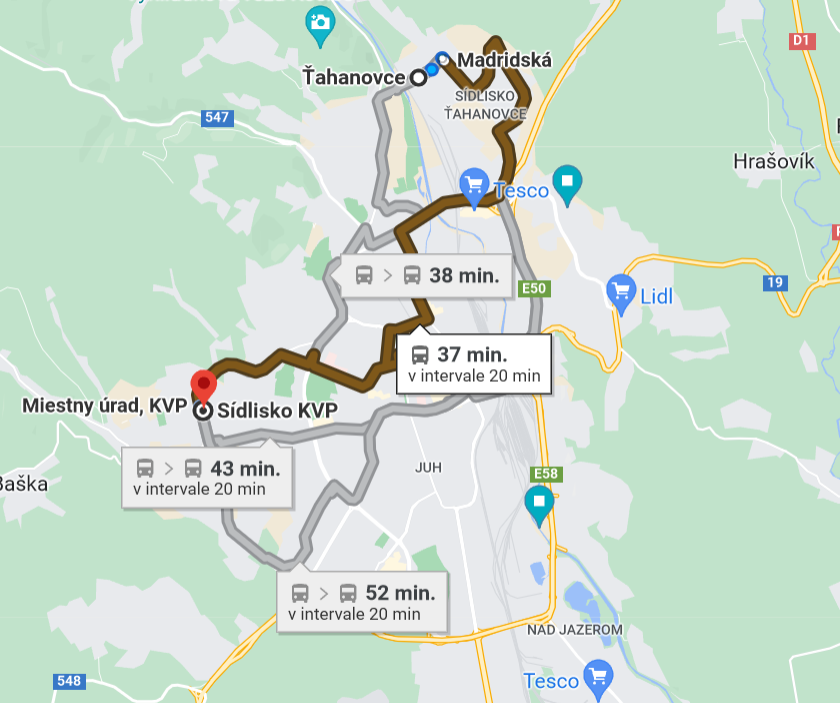 D1
Madridská
Ťahanovce
SÍDLISKO
ŤAHANOVCE
547
Hrašovík
Tesco
38 min.
19
E50
Lidl
37 min.
v intervale 20 min
Miestny úrad, KVP
Sídlisko KVP
43 min.
v intervale 20 min
JUH
E58
Baška
52 min.
v intervale 20 min
NAD JAZEROM
548
Tesco